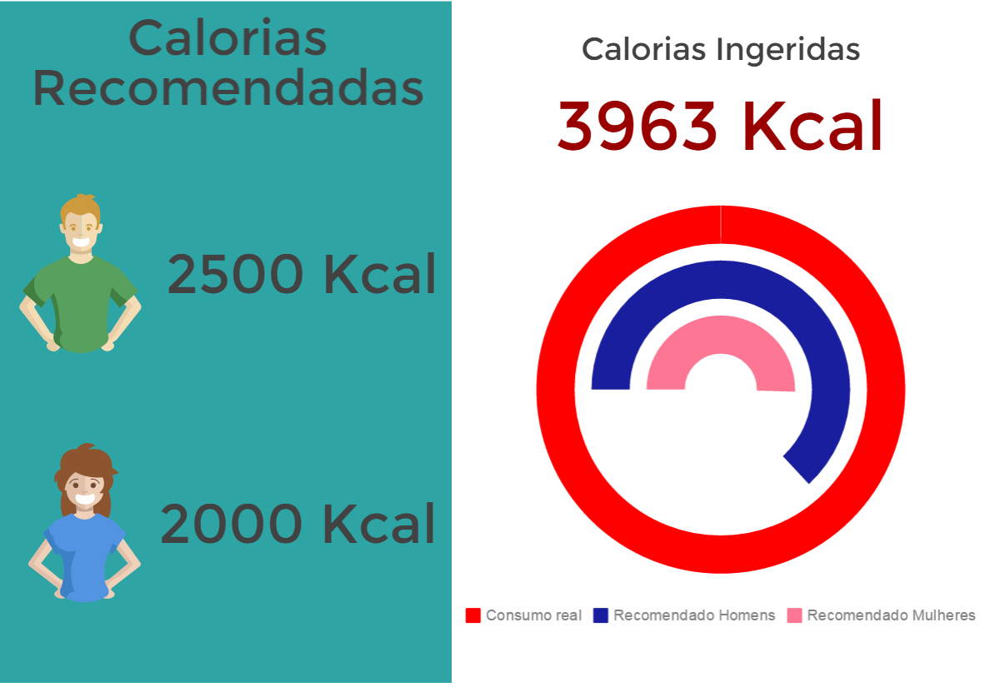 Calorias
Recomendadas
2500 Kcal
2000 Kcal
Calorias Ingeridas
3963 Kcal
Consumo real
Recomendado Homens
Recomendado Mulheres